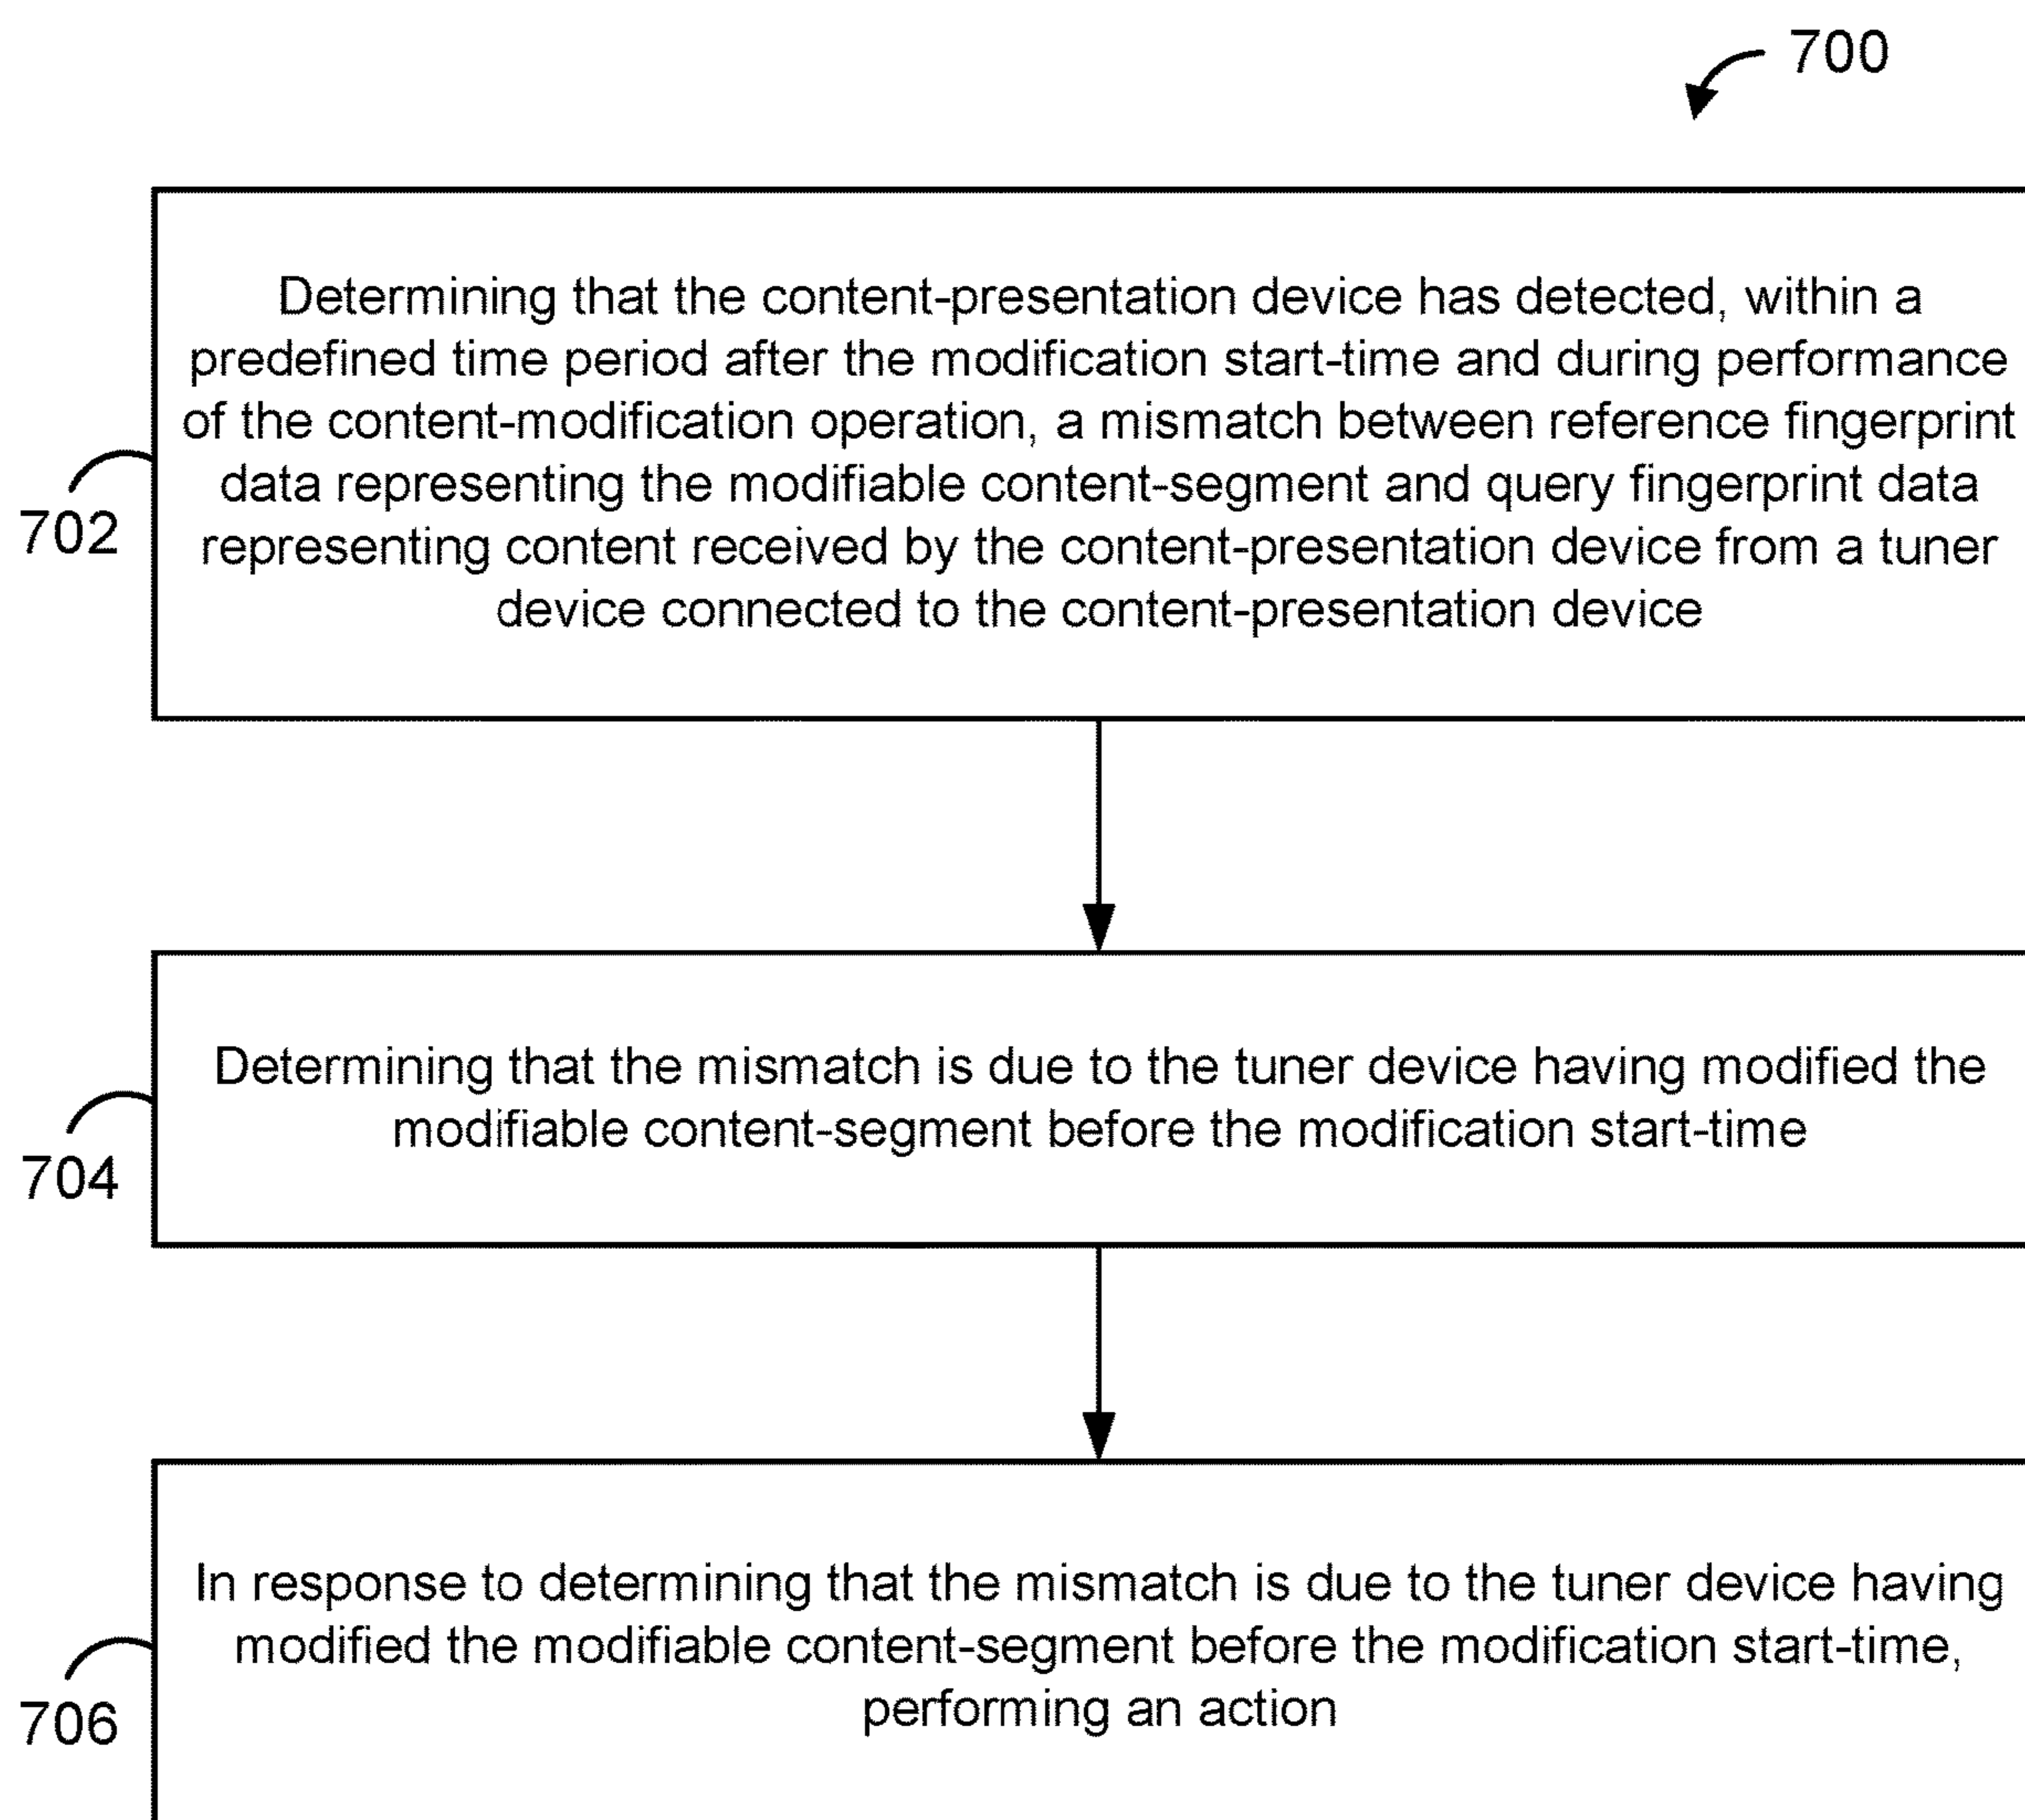 700
Determining that the content-presentation device has detected, within a
predefined time period after the modification start-time and during performance
of the content-modification operation, a mismatch between reference fingerprint
data representing the modifiable content-segment and query fingerprint data
representing content received by the content-presentation device from a tuner
device connected to the content-presentation device
702
Determining that the mismatch is due to the tuner device having modified the
modifiable content-segment before the modification start-time
704
In response to determining that the mismatch is due to the tuner device having
modified the modifiable content-segment before the modification start-time,
performing an action
706